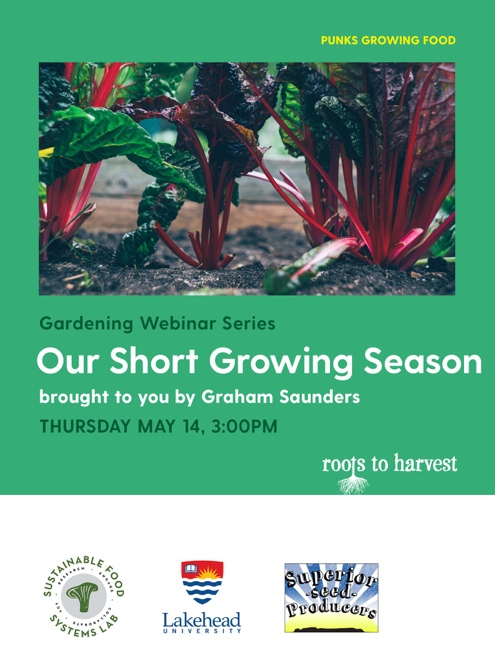 PUNKS GROWING FOOD
Gardening Webinar Series
Our Short Growing Season
brought to you by Graham Saunders
THURSDAY MAY 14, 3:00PM
roots to harvest
SUSTAINABLE FOOD
SYSTEMS LAB
Lakehead
UNIVERSITY
Superior
-seed-
Producers